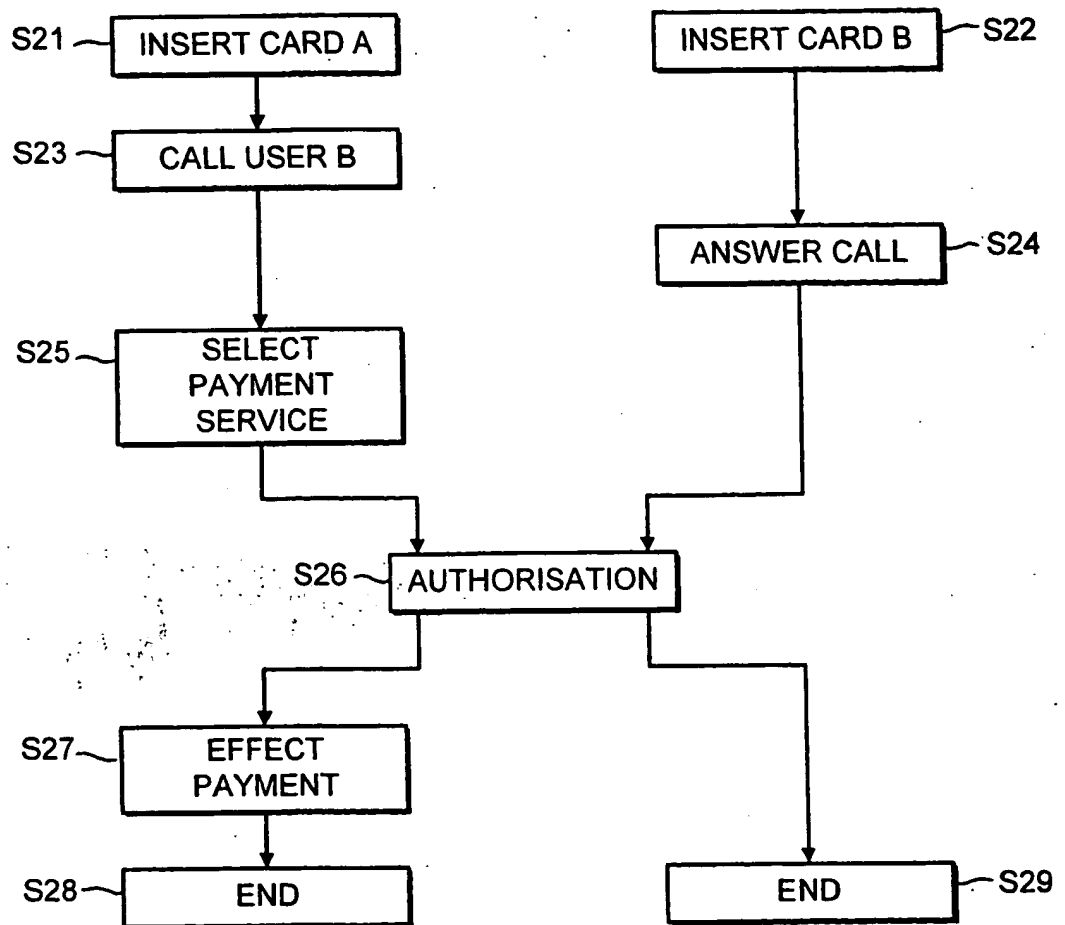 S21
INSERT CARD A
INSERT CARD B
S22
S23
CALL USER B
ANSWER CALL
S24
S25
SELECT
PAYMENT
SERVICE
S26
AUTHORISATION
S27
EFFECT
PAYMENT
S28
END
END
S29